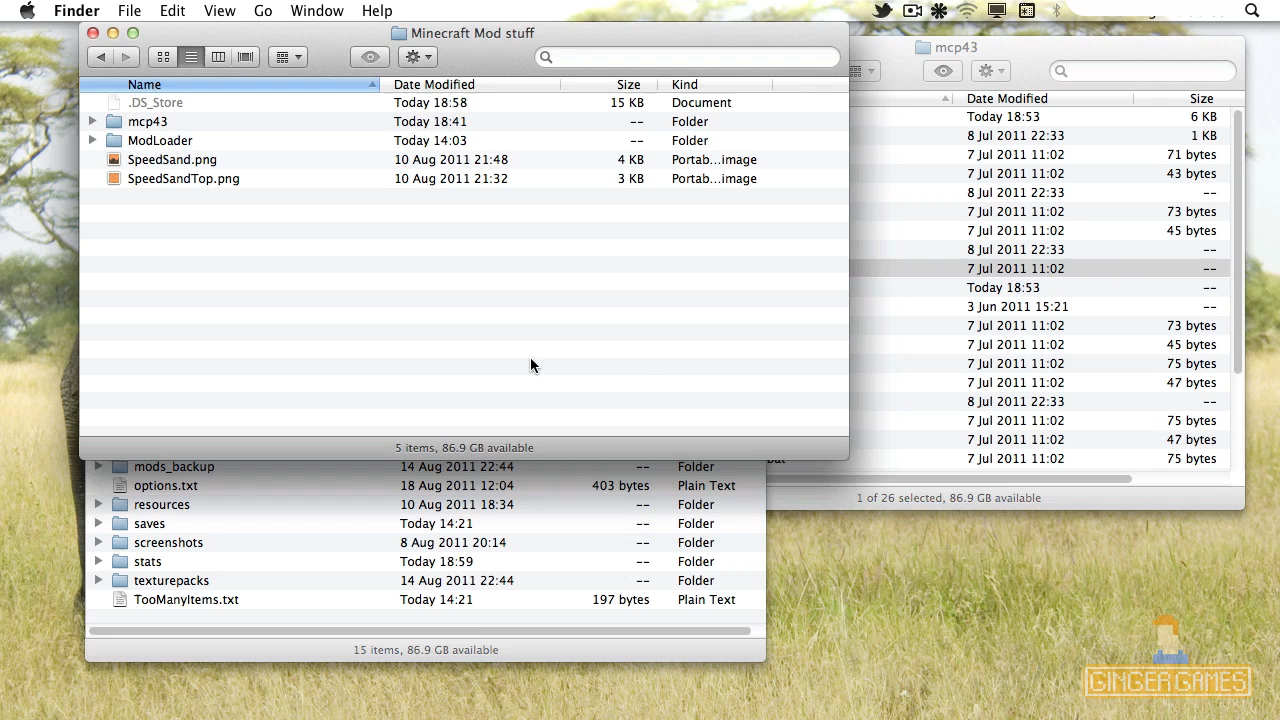 Finder File Edit View Go Window Help
Minecraft Mod stuff
Name Date Modified Size Kind
.DS_Store Today 18:58 15 KB Document
mcp43 Today 18:41 -- Folder
ModLoader Today 14:03 -- Folder
SpeedSand.png 10 Aug 2011 21:48 4 KB Portab...image
SpeedSandTop.png 10 Aug 2011 21:32 3 KB Portab...image
5 items, 86.9 GB available
mcp43
Date Modified Size
Today 18:53 6 KB
8 Jul 2011 22:33 1 KB
7 Jul 2011 11:02 71 bytes
7 Jul 2011 11:02 43 bytes
8 Jul 2011 22:33 --
7 Jul 2011 11:02 73 bytes
7 Jul 2011 11:02 45 bytes
8 Jul 2011 22:33 --
7 Jul 2011 11:02 --
Today 18:53 --
3 Jun 2011 15:21 --
7 Jul 2011 11:02 73 bytes
7 Jul 2011 11:02 45 bytes
7 Jul 2011 11:02 75 bytes
7 Jul 2011 11:02 47 bytes
8 Jul 2011 22:33 --
7 Jul 2011 11:02 75 bytes
7 Jul 2011 11:02 47 bytes
7 Jul 2011 11:02 75 bytes
1 of 26 selected, 86.9 GB available
mods_backup 14 Aug 2011 22:44 -- Folder
options.txt 18 Aug 2011 12:04 403 bytes Plain Text
resources 10 Aug 2011 18:34 -- Folder
saves Today 14:21 -- Folder
screenshots 8 Aug 2011 20:14 -- Folder
stats Today 18:59 -- Folder
texturepacks 14 Aug 2011 22:44 -- Folder
TooManyItems.txt Today 14:21 197 bytes Plain Text
15 items, 86.9 GB available
GINGER GAMES